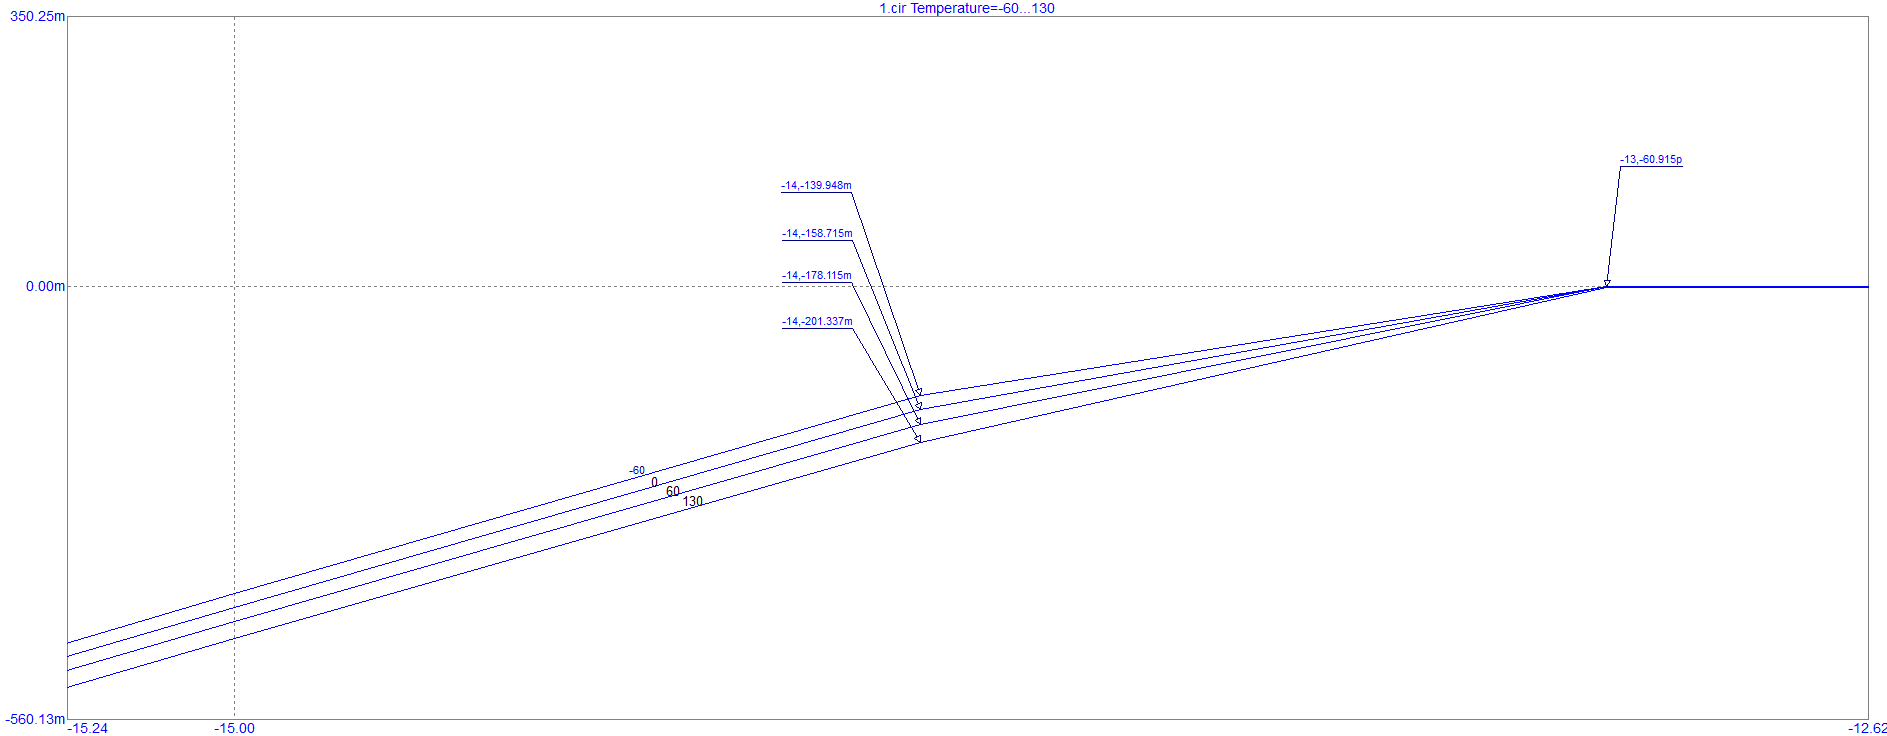 1.cir Temperature=-60...130
350.25m
-13,-60.915p
-14,-139.948m
-14,-158.715m
-14,-178.115m
0.00m
-14,-201.337m
-60
0
60
130
-560.13m
-15.24
-15.00
-12.62